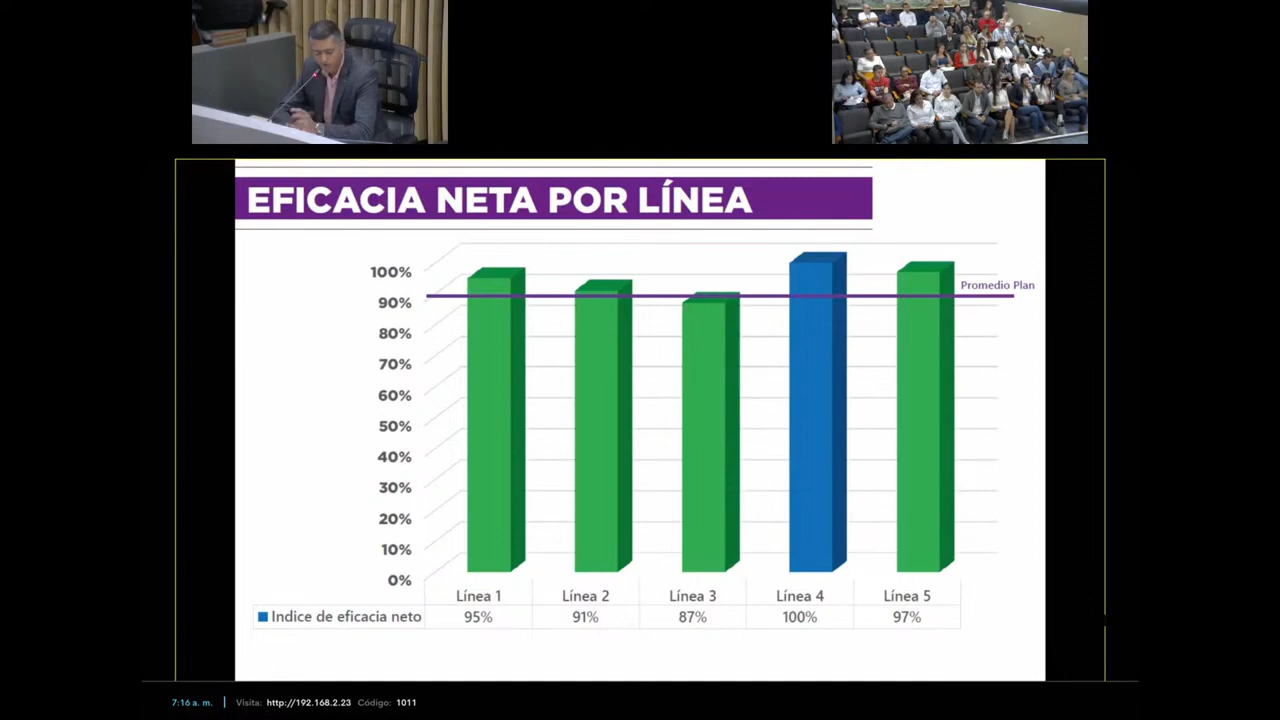 EFICACIA NETA POR LÍNEA
100%
90%
80%
70%
60%
50%
40%
30%
20%
10%
0%
Promedio Plan
Línea 1 Línea 2 Línea 3 Línea 4 Línea 5
Indice de eficacia neto 95% 91% 87% 100% 97%
7:16 a. m. Visita: http://192.168.2.23 Código: 1011